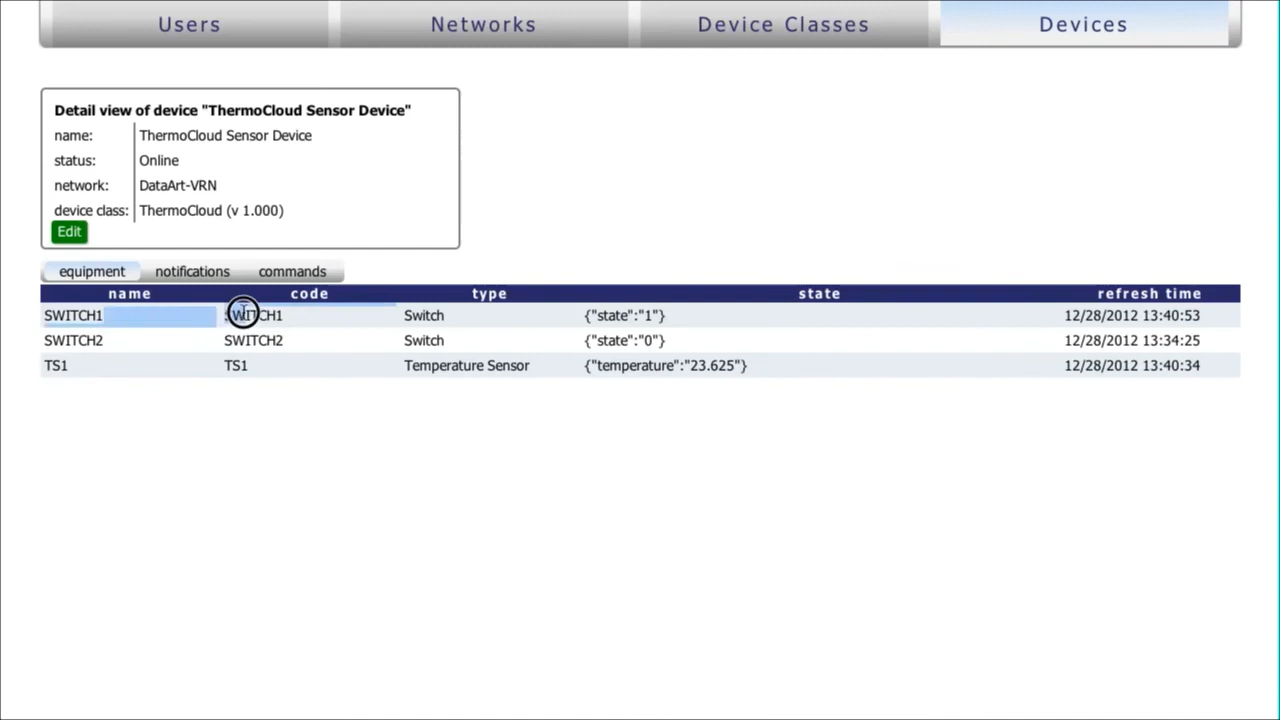 Users Networks Device Classes Devices
Detail view of device "ThermoCloud Sensor Device"
name: ThermoCloud Sensor Device
status: Online
network: DataArt-VRN
device class: ThermoCloud (v 1.000)
Edit
equipment notifications commands
name code type state refresh time
SWITCH1 SWITCH1 Switch {"state":"1"} 12/28/2012 13:40:53
SWITCH2 SWITCH2 Switch {"state":"0"} 12/28/2012 13:34:25
TS1 TS1 Temperature Sensor {"temperature":"23.625"} 12/28/2012 13:40:34